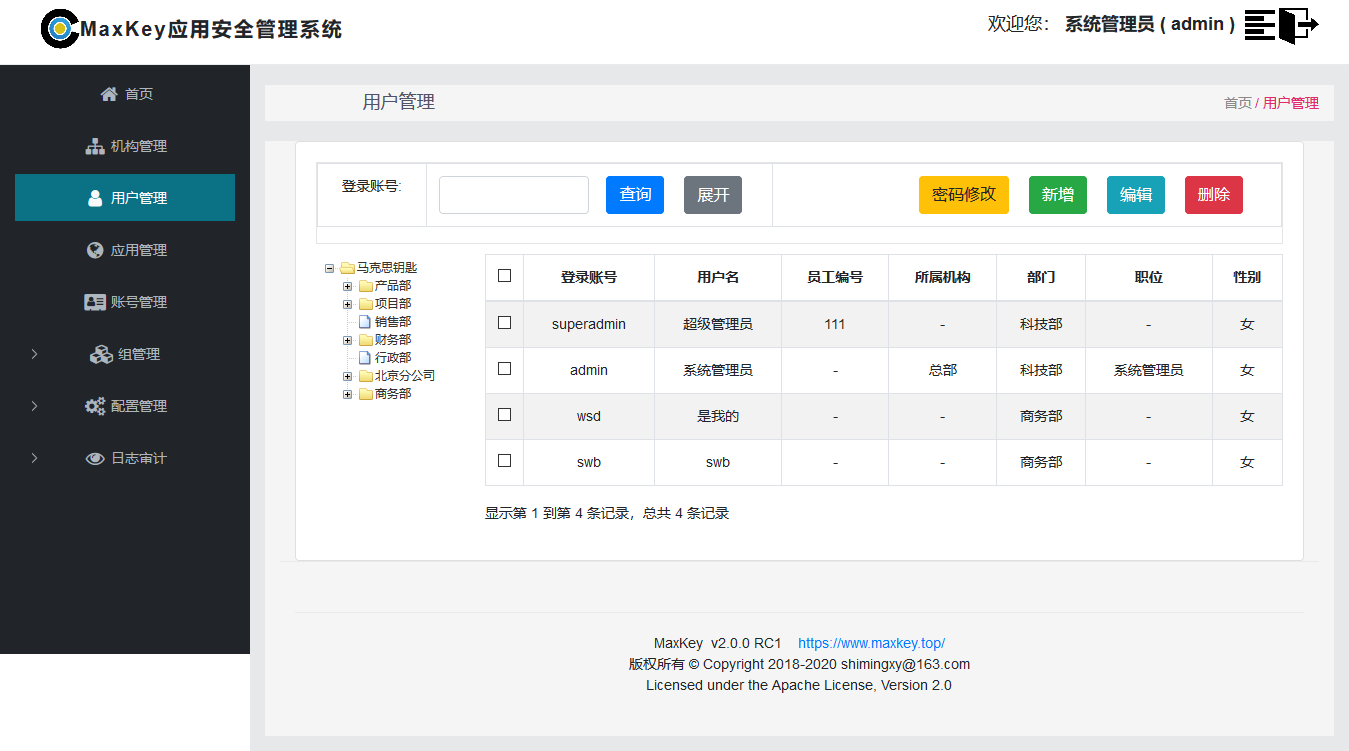 MaxKey应用安全管理系统
欢迎您: 系统管理员 ( admin )
首页
机构管理
用户管理
应用管理
账号管理
组管理
配置管理
日志审计
用户管理
首页 / 用户管理
登录账号: 查询 展开 密码修改 新增 编辑 删除
马克思钥匙
产品部
项目部
销售部
财务部
行政部
北京分公司
商务部
登录账号 用户名 员工编号 所属机构 部门 职位 性别
superadmin 超级管理员 111 - 科技部 - 女
admin 系统管理员 - 总部 科技部 系统管理员 女
wsd 是我的 - - 商务部 - 女
swb swb - - 商务部 - 女
显示第 1 到第 4 条记录，总共 4 条记录
MaxKey v2.0.0 RC1 https://www.maxkey.top/
版权所有 © Copyright 2018-2020 shimingxy@163.com
Licensed under the Apache License, Version 2.0